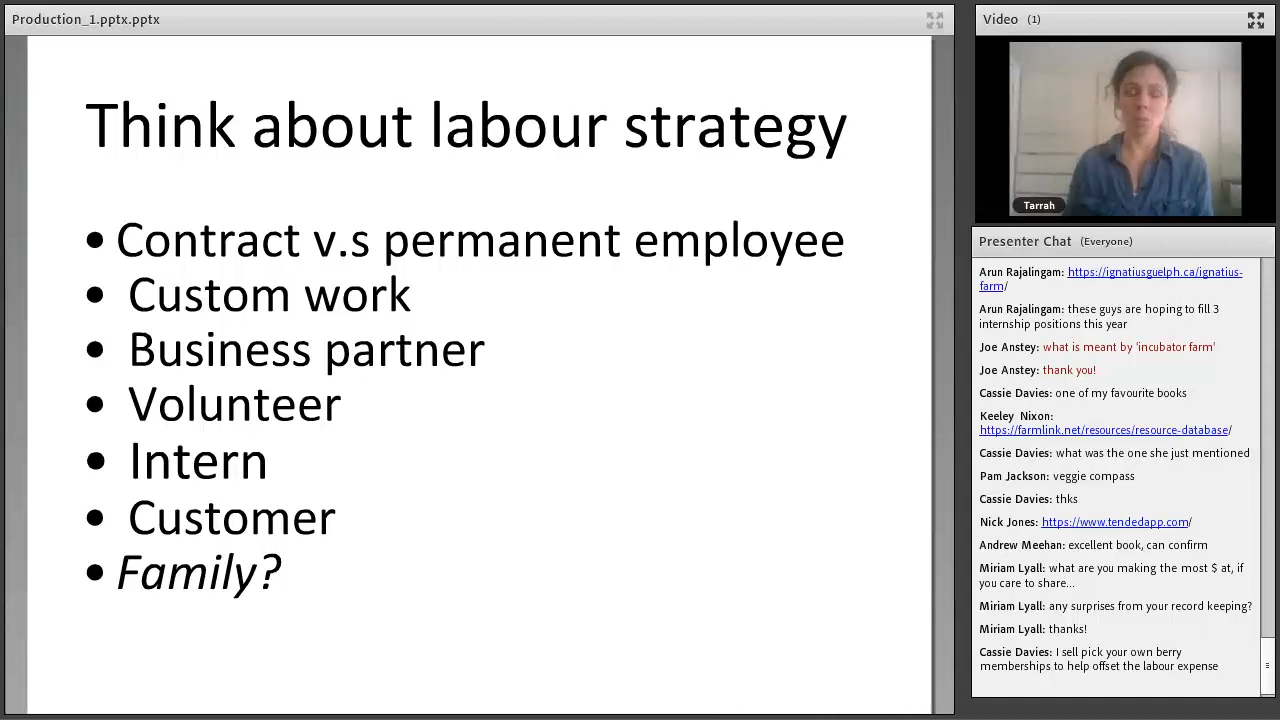 Production_1.pptx.pptx
Think about labour strategy
• Contract v.s permanent employee
• Custom work
• Business partner
• Volunteer
• Intern
• Customer
• Family?
Video (1)
Tarrah
Presenter Chat (Everyone)
Arun Rajalingam: https://ignatiusguelph.ca/ignatius-
farm/
Arun Rajalingam: these guys are hoping to fill 3
internship positions this year
Joe Anstey: what is meant by 'incubator farm'
Joe Anstey: thank you!
Cassie Davies: one of my favourite books
Keeley Nixon:
https://farmlink.net/resources/resource-database/
Cassie Davies: what was the one she just mentioned
Pam Jackson: veggie compass
Cassie Davies: thks
Nick Jones: https://www.tendedapp.com/
Andrew Meehan: excellent book, can confirm
Miriam Lyall: what are you making the most $ at, if
you care to share...
Miriam Lyall: any surprises from your record keeping?
Miriam Lyall: thanks!
Cassie Davies: I sell pick your own berry
memberships to help offset the labour expense